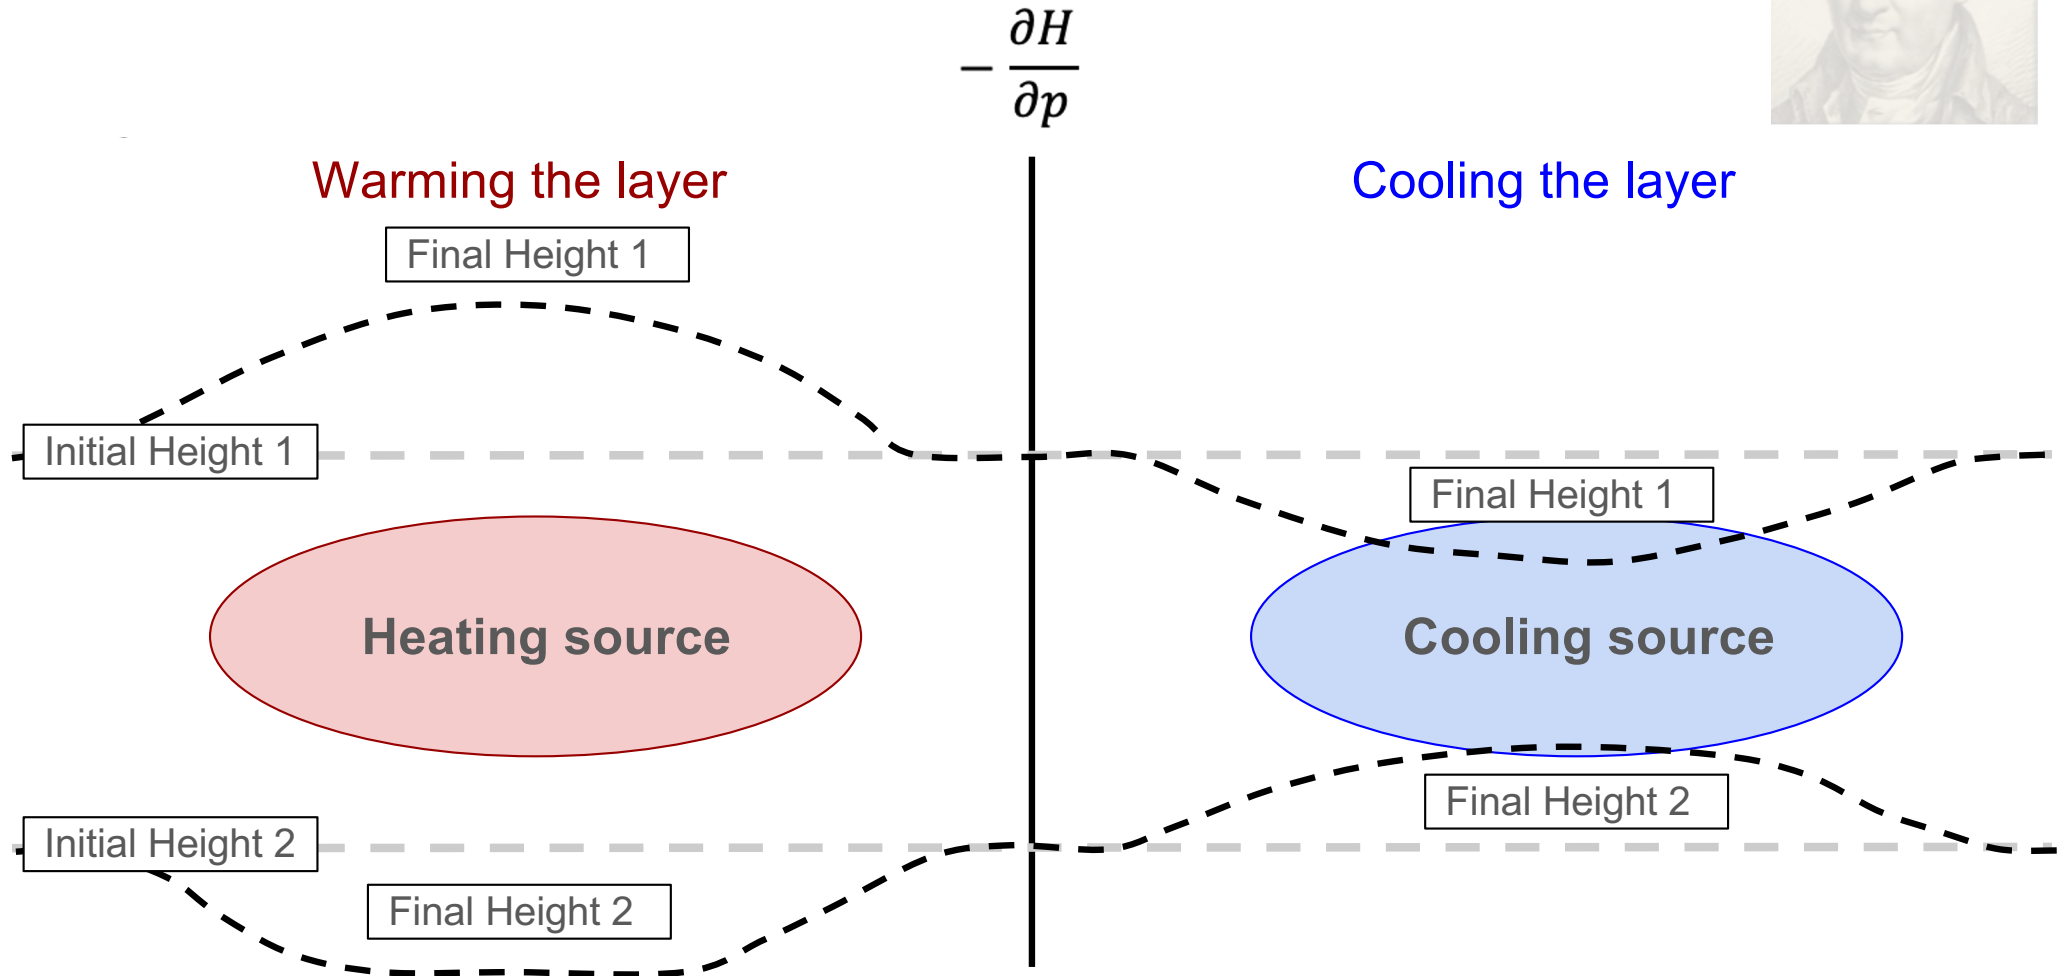 − ∂H/∂p
Warming the layer
Cooling the layer
Final Height 1
Initial Height 1
Final Height 1
Heating source
Cooling source
Final Height 2
Initial Height 2
Final Height 2